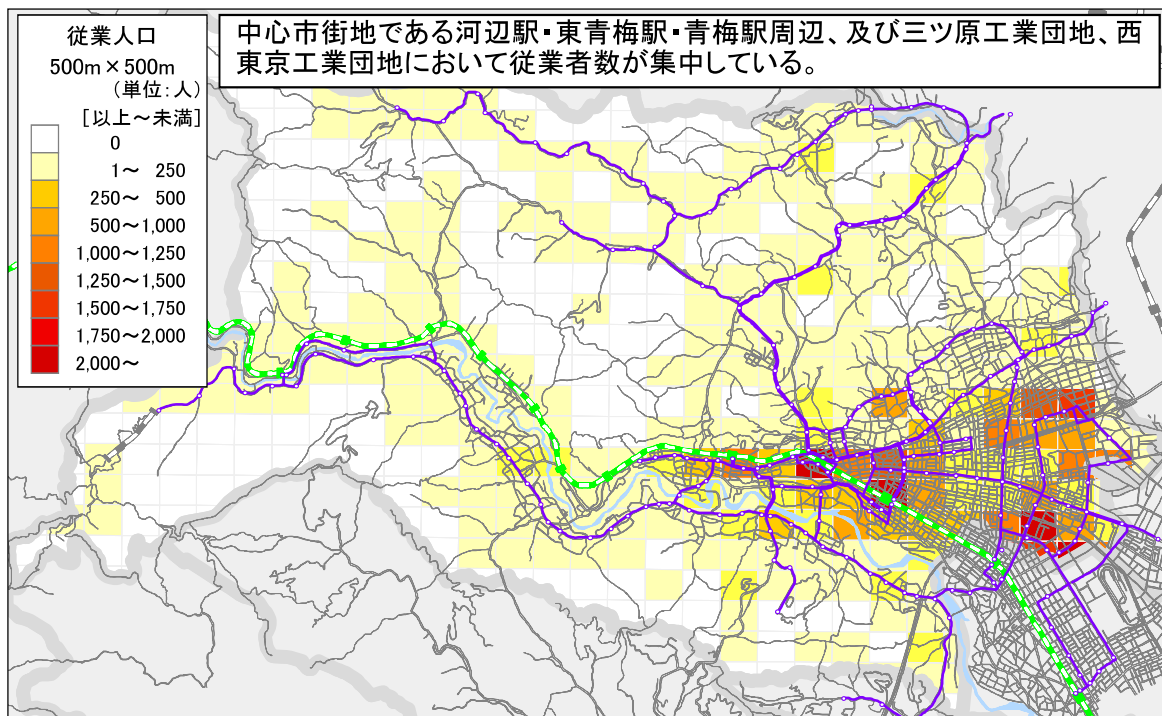 中心市街地である河辺駅・東青梅駅・青梅駅周辺、及び三ツ原工業団地、西
東京工業団地において従業者数が集中している。
従業人口
500m×500m
(単位:人)
[以上～未満]
0
1～ 250
250～ 500
500～1,000
1,000～1,250
1,250～1,500
1,500～1,750
1,750～2,000
2,000～